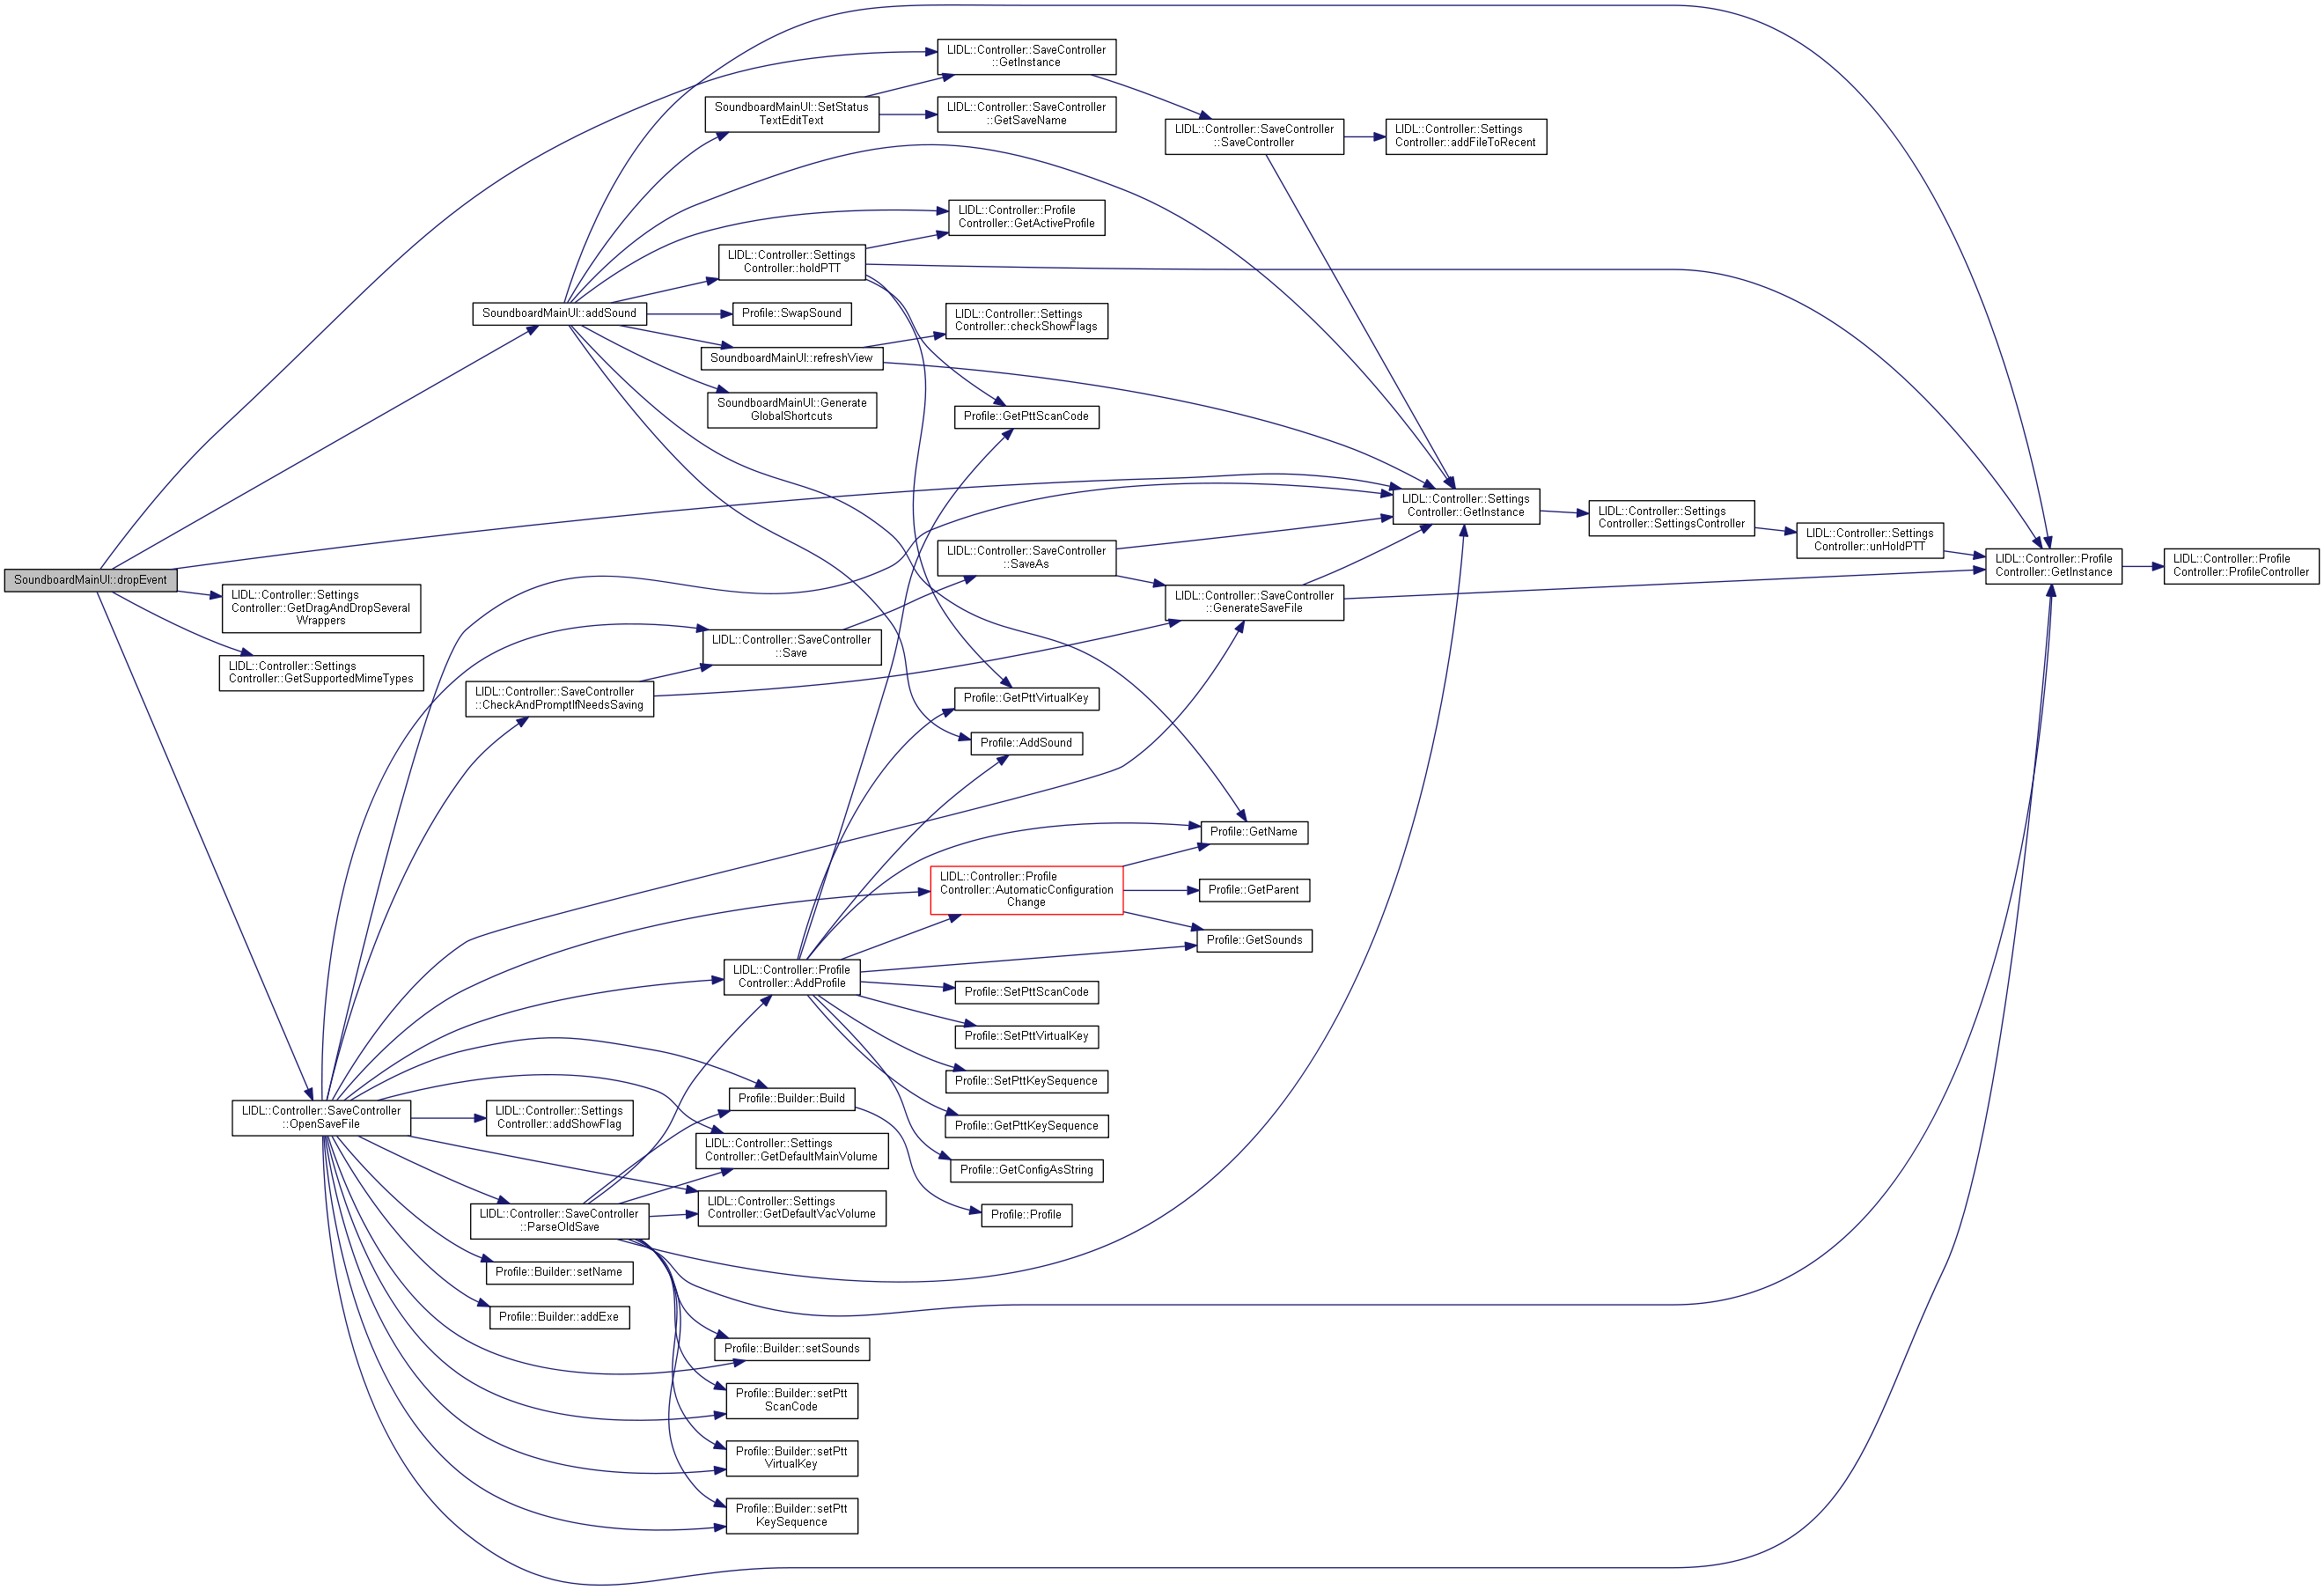 LIDL::Controller::SaveController
::GetInstance
SoundboardMainUI::SetStatus
TextEditText
LIDL::Controller::SaveController
::GetSaveName
LIDL::Controller::SaveController
::SaveController
LIDL::Controller::Settings
Controller::addFileToRecent
LIDL::Controller::Profile
Controller::GetActiveProfile
LIDL::Controller::Settings
Controller::holdPTT
SoundboardMainUI::addSound
Profile::SwapSound
LIDL::Controller::Settings
Controller::checkShowFlags
SoundboardMainUI::refreshView
SoundboardMainUI::Generate
GlobalShortcuts
Profile::GetPttScanCode
LIDL::Controller::Settings
Controller::GetInstance
LIDL::Controller::Settings
Controller::SettingsController
LIDL::Controller::Settings
Controller::unHoldPTT
LIDL::Controller::Profile
Controller::GetInstance
LIDL::Controller::Profile
Controller::ProfileController
LIDL::Controller::SaveController
::SaveAs
SoundboardMainUI::dropEvent
LIDL::Controller::Settings
Controller::GetDragAndDropSeveral
Wrappers
LIDL::Controller::SaveController
::GenerateSaveFile
LIDL::Controller::SaveController
::Save
LIDL::Controller::Settings
Controller::GetSupportedMimeTypes
LIDL::Controller::SaveController
::CheckAndPromptIfNeedsSaving
Profile::GetPttVirtualKey
Profile::AddSound
Profile::GetName
LIDL::Controller::Profile
Controller::AutomaticConfiguration
Change
Profile::GetParent
Profile::GetSounds
LIDL::Controller::Profile
Controller::AddProfile
Profile::SetPttScanCode
Profile::SetPttVirtualKey
Profile::SetPttKeySequence
Profile::Builder::Build
LIDL::Controller::SaveController
::OpenSaveFile
LIDL::Controller::Settings
Controller::addShowFlag
Profile::GetPttKeySequence
LIDL::Controller::Settings
Controller::GetDefaultMainVolume
Profile::GetConfigAsString
LIDL::Controller::Settings
Controller::GetDefaultVacVolume
Profile::Profile
LIDL::Controller::SaveController
::ParseOldSave
Profile::Builder::setName
Profile::Builder::addExe
Profile::Builder::setSounds
Profile::Builder::setPtt
ScanCode
Profile::Builder::setPtt
VirtualKey
Profile::Builder::setPtt
KeySequence